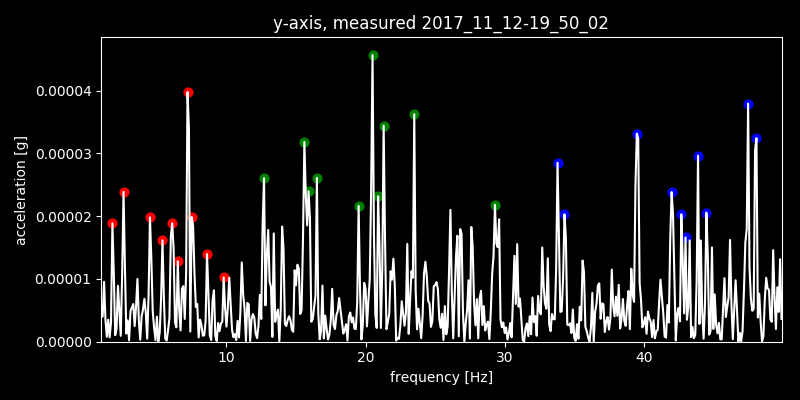 y-axis, measured 2017_11_12-19_50_02
acceleration [g]
0.00004
0.00003
0.00002
0.00001
0.00000
10 20 30 40
frequency [Hz]